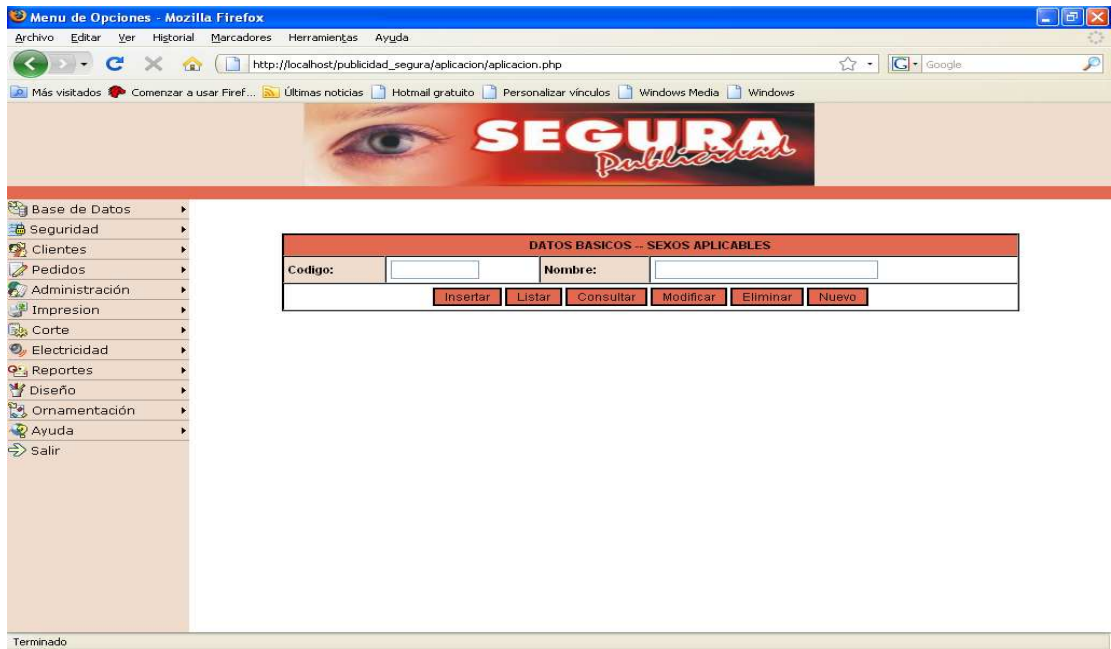 Menu de Opciones - Mozilla Firefox
Archivo Editar Ver Historial Marcadores Herramientas Ayuda
http://localhost/publicidad_segura/aplicacion/aplicacion.php
Google
Más visitados Comenzar a usar Firef... Últimas noticias Hotmail gratuito Personalizar vínculos Windows Media Windows
SEGURA
Publicidad
Base de Datos
Seguridad
Clientes
Pedidos
Administración
Impresion
Corte
Electricidad
Reportes
Diseño
Ornamentación
Ayuda
Salir
DATOS BASICOS -- SEXOS APLICABLES
Codigo: Nombre:
Insertar Listar Consultar Modificar Eliminar Nuevo
Terminado